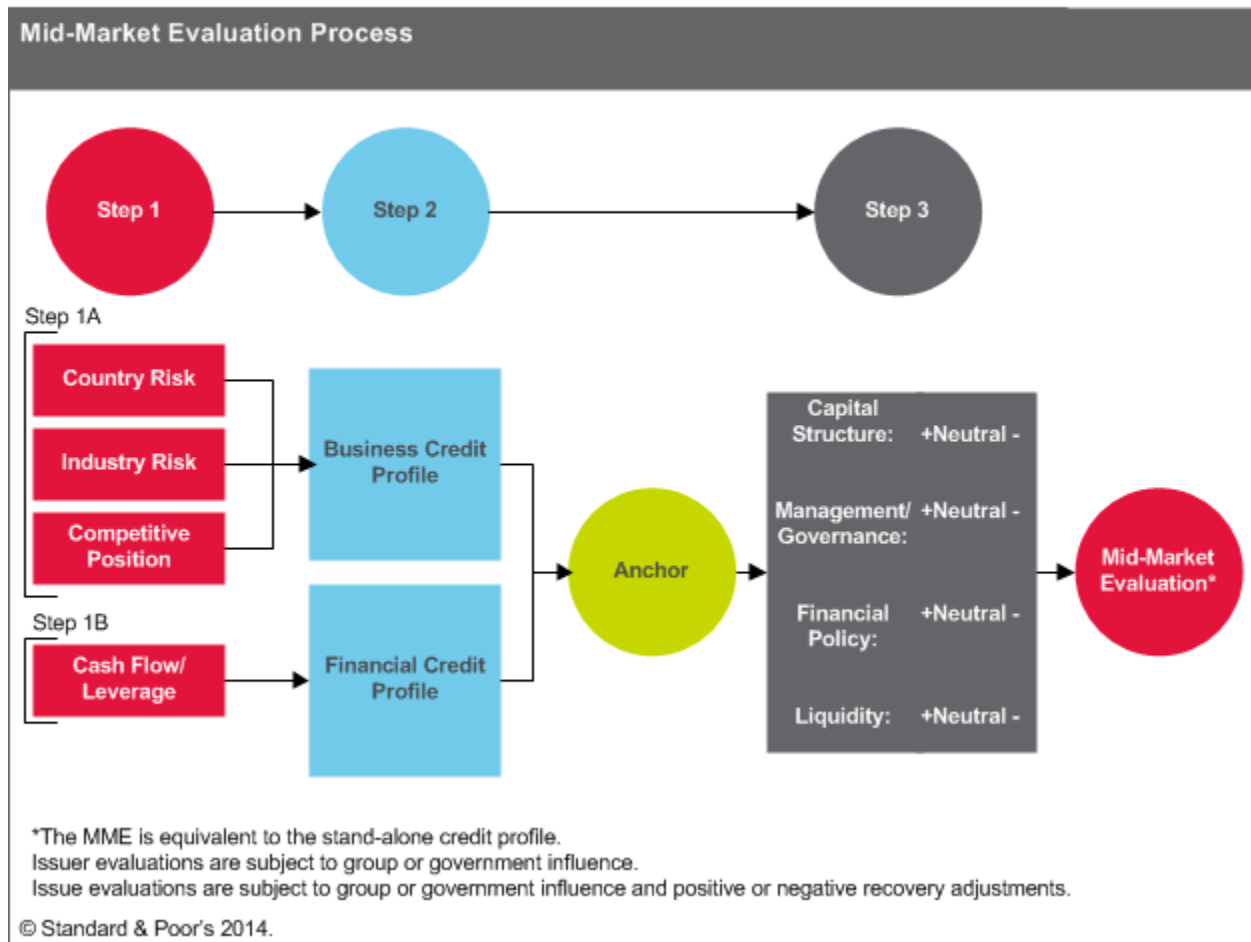 Mid-Market Evaluation Process
Step 1
Step 2
Step 3
Step 1A
Country Risk
Industry Risk
Competitive
Position
Business Credit
Profile
Step 1B
Cash Flow/
Leverage
Financial Credit
Profile
Anchor
Capital
Structure: +Neutral -
Management/ +Neutral -
Governance:
Financial +Neutral -
Policy:
Liquidity: +Neutral -
Mid-Market
Evaluation*
*The MME is equivalent to the stand-alone credit profile.
Issuer evaluations are subject to group or government influence.
Issue evaluations are subject to group or government influence and positive or negative recovery adjustments.
© Standard & Poor's 2014.